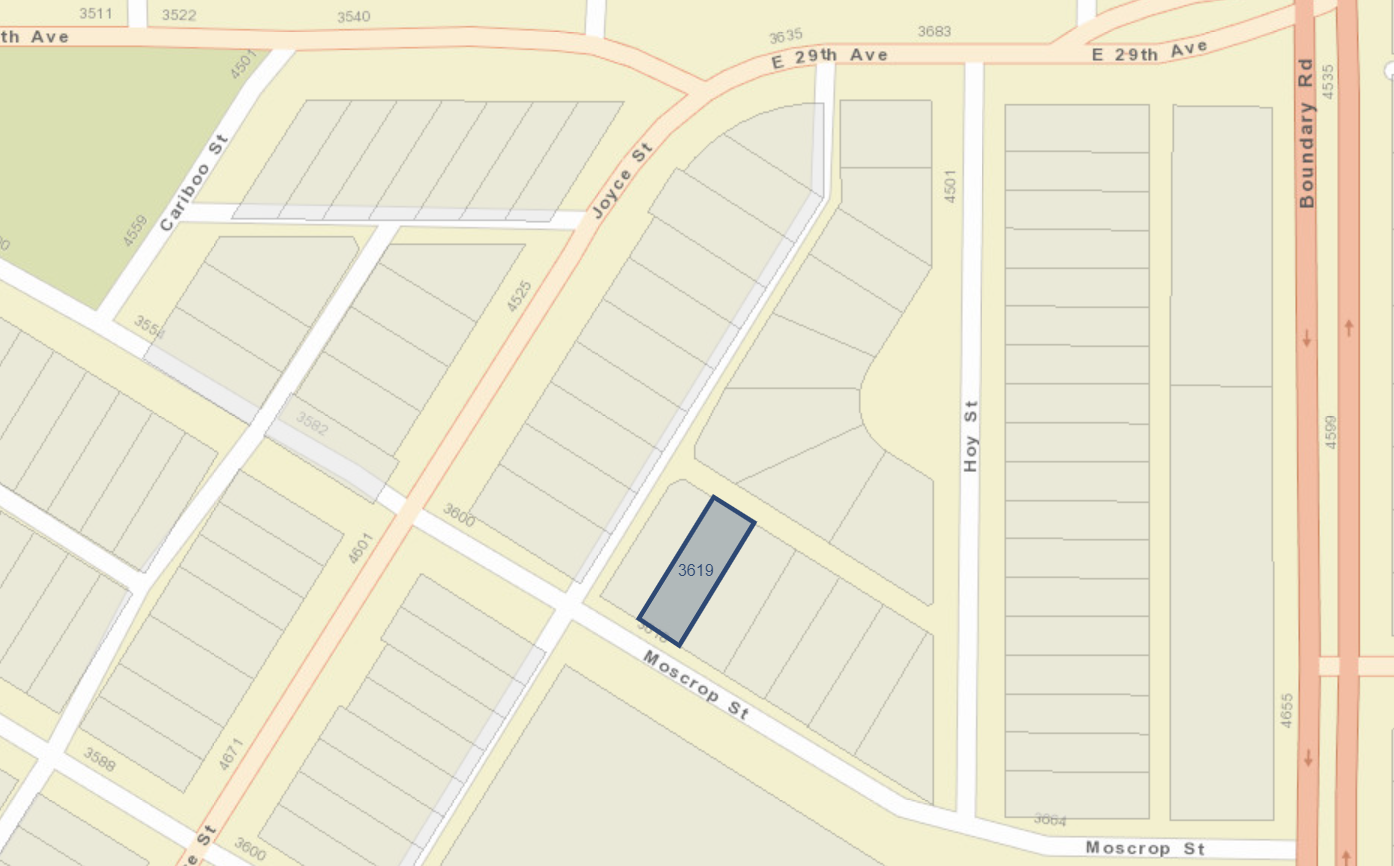 3511
3522
3540
th Ave
3635
3683
E 29th Ave
E 29th Ave
4501
Cariboo St
4559
Joyce St
4501
Boundary Rd
4535
3554
4525
3582
Hoy St
4599
3600
4601
3619
Moscrop St
4655
4671
3588
3600
e St
3664
Moscrop St